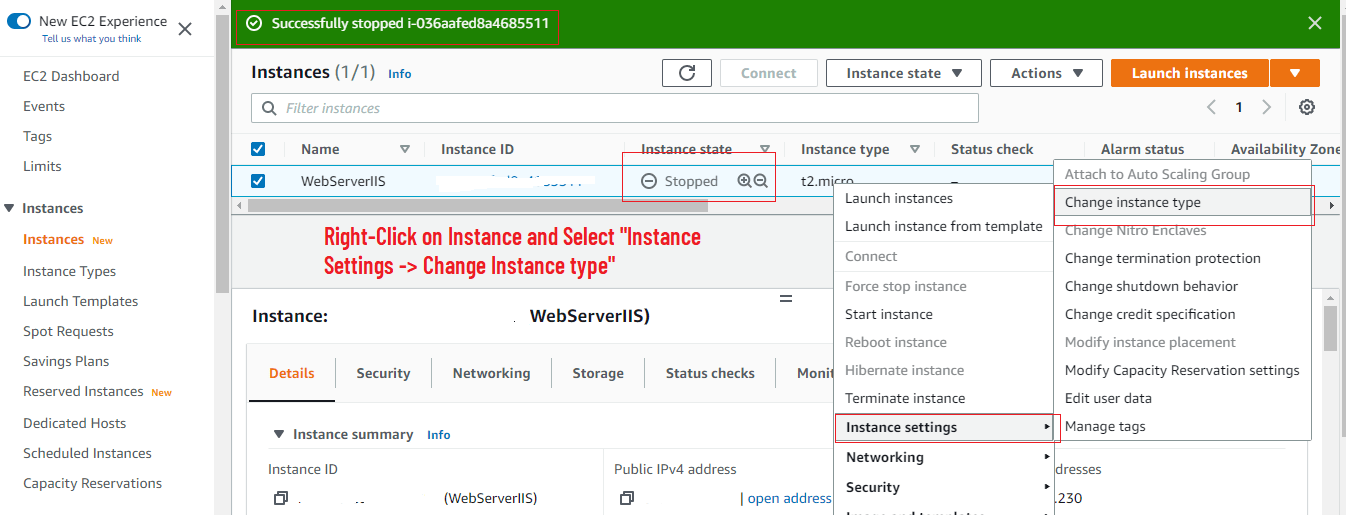 New EC2 Experience
Tell us what you think
EC2 Dashboard
Events
Tags
Limits
Instances
Instances New
Instance Types
Launch Templates
Spot Requests
Savings Plans
Reserved Instances New
Dedicated Hosts
Scheduled Instances
Capacity Reservations
Successfully stopped i-036aafed8a4685511
Instances (1/1) Info
Connect
Instance state
Actions
Launch instances
Filter instances
1
Name Instance ID Instance state Instance type Status check Alarm status Availability Zone
WebServerIIS Stopped t2.micro –
Right-Click on Instance and Select "Instance
Settings -> Change Instance type"
Launch instances
Launch instance from template
Connect
Force stop instance
Start instance
Reboot instance
Hibernate instance
Terminate instance
Instance settings
Networking
Security
Attach to Auto Scaling Group
Change instance type
Change Nitro Enclaves
Change termination protection
Change shutdown behavior
Change credit specification
Modify instance placement
Modify Capacity Reservation settings
Edit user data
Manage tags
Instance: WebServerIIS)
Details Security Networking Storage Status checks Monit
Instance summary Info
Instance ID Public IPv4 address dresses
(WebServerIIS) | open address .230